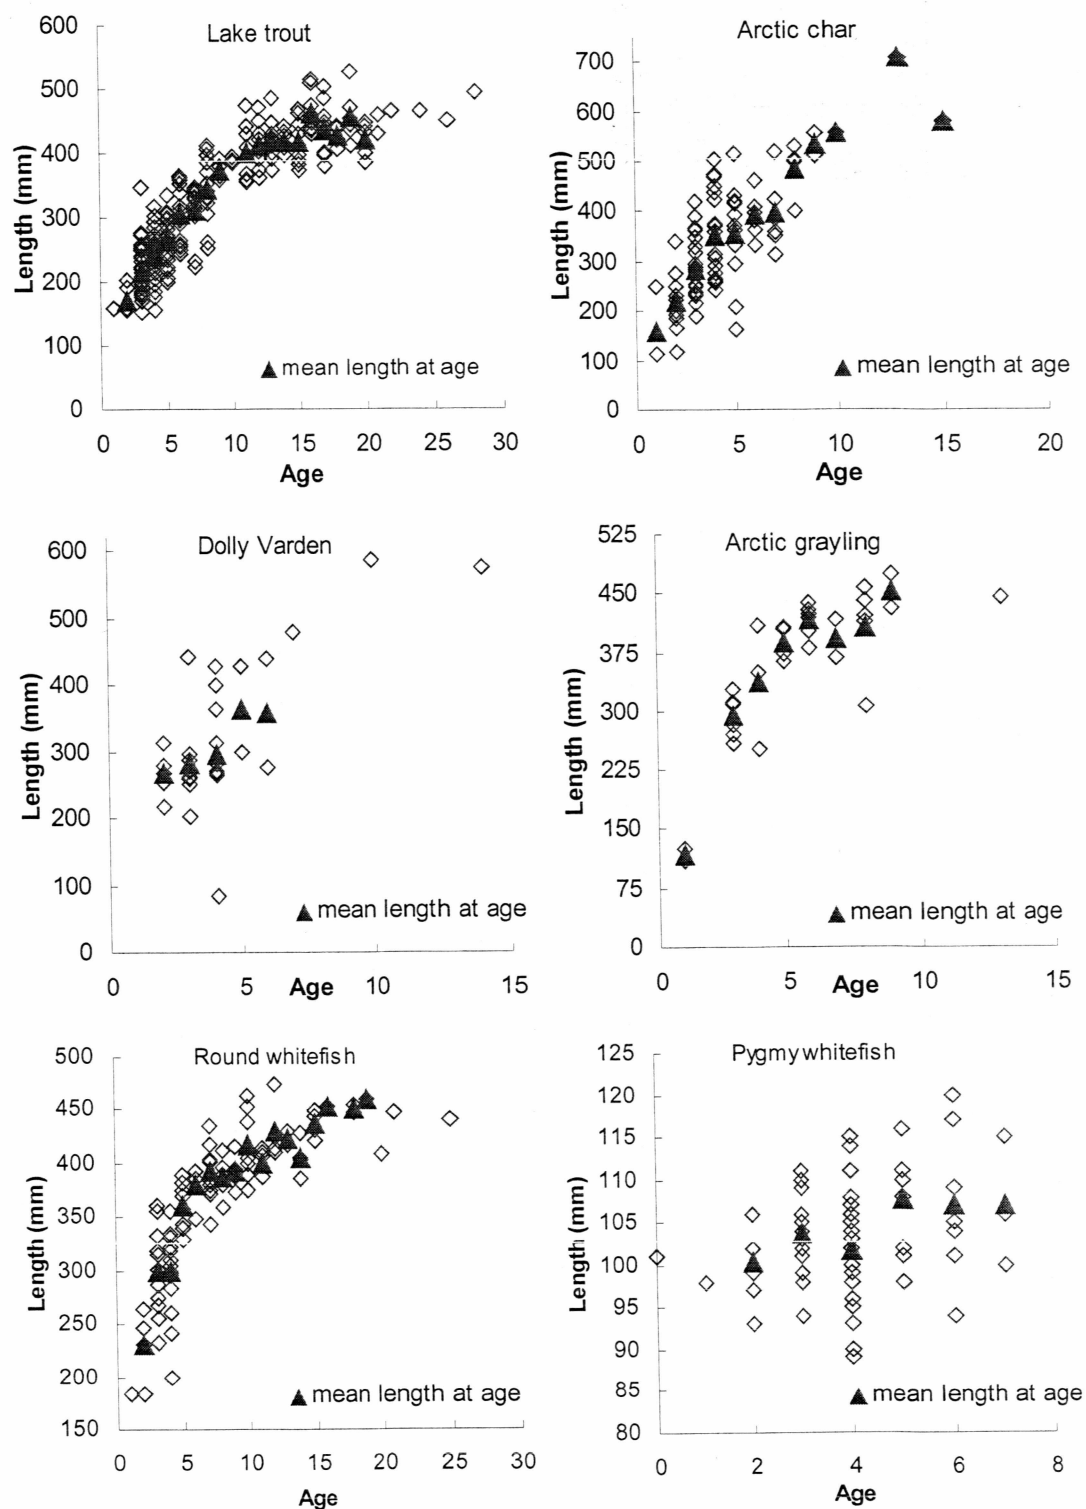 Lake trout
600
500
400
300
200
100
0
Length (mm)
0 5 10 15 20 25 30
Age
▲ mean length at age
Arctic char
700
600
500
400
300
200
100
0
Length (mm)
0 5 10 15 20
Age
▲ mean length at age
Dolly Varden
600
500
400
300
200
100
0
Length (mm)
0 5 10 15
Age
▲ mean length at age
Arctic grayling
525
450
375
300
225
150
75
0
Length (mm)
0 5 10 15
Age
▲ mean length at age
Round whitefish
500
450
400
350
300
250
200
150
Length (mm)
0 5 10 15 20 25 30
Age
▲ mean length at age
Pygmy whitefish
125
120
115
110
105
100
95
90
85
80
Length (mm)
0 2 4 6 8
Age
▲ mean length at age